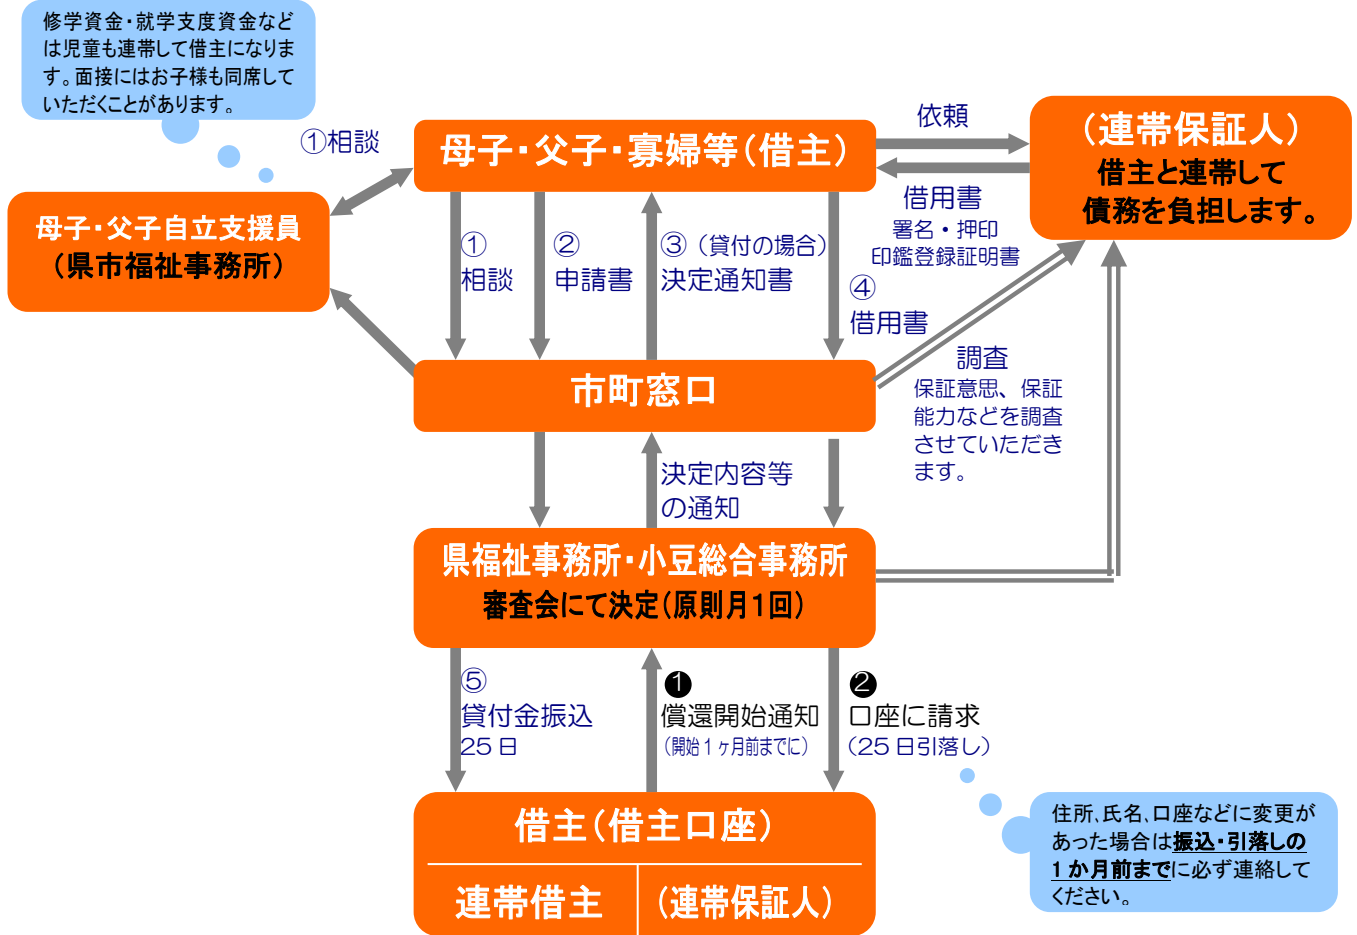 修学資金・就学支度資金など
は児童も連帯して借主になりま
す。面接にはお子様も同席して
いただくことがあります。
①相談
母子・父子・寡婦等(借主)
依頼
(連帯保証人)
借主と連帯して
債務を負担します。
母子・父子自立支援員
(県市福祉事務所)
①
相談
②
申請書
③(貸付の場合)
決定通知書
借用書
署名・押印
印鑑登録証明書
④
借用書
市町窓口
調査
保証意思、保証
能力などを調査
させていただき
ます。
決定内容等
の通知
県福祉事務所・小豆総合事務所
審査会にて決定(原則月1回)
⑤
貸付金振込
25日
❶
償還開始通知
(開始1ヶ月前までに)
❷
口座に請求
(25日引落し)
借主(借主口座)
連帯借主
(連帯保証人)
住所、氏名、口座などに変更が
あった場合は振込・引落しの
1か月前までに必ず連絡して
ください。